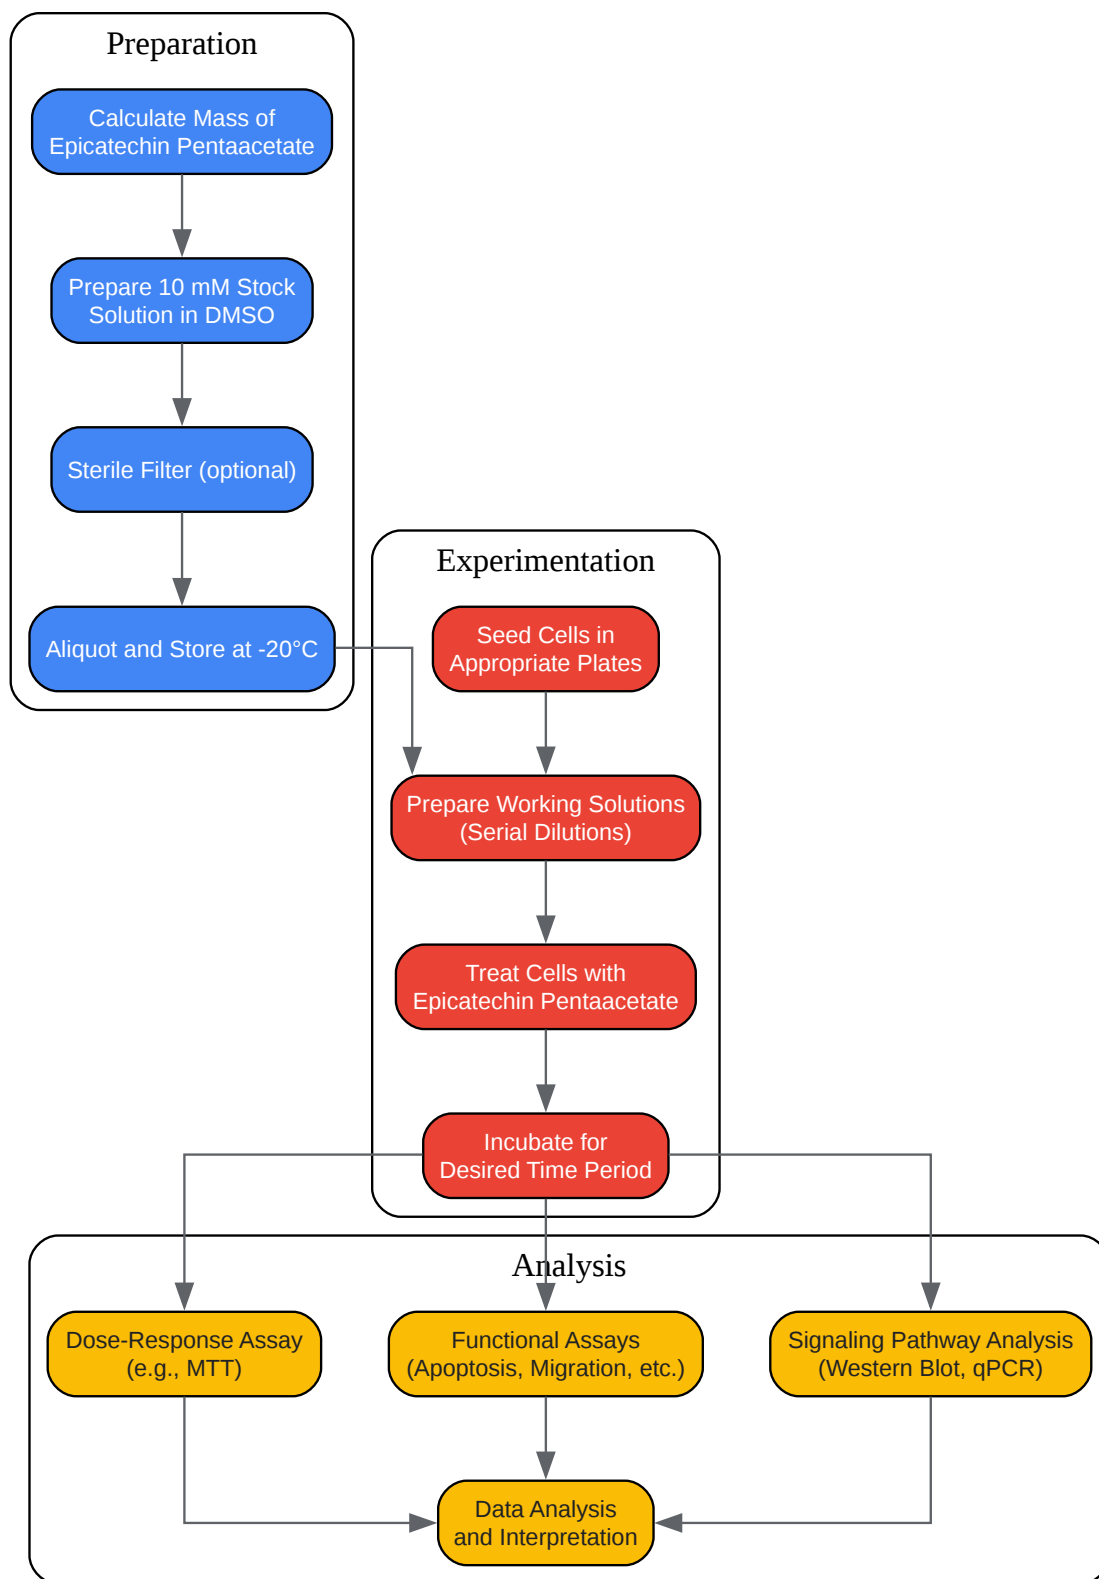 Preparation
Calculate Mass of
Epicatechin Pentaacetate
Prepare 10 mM Stock
Solution in DMSO
Sterile Filter (optional)
Aliquot and Store at -20°C
Experimentation
Seed Cells in
Appropriate Plates
Prepare Working Solutions
(Serial Dilutions)
Treat Cells with
Epicatechin Pentaacetate
Incubate for
Desired Time Period
Analysis
Dose-Response Assay
(e.g., MTT)
Functional Assays
(Apoptosis, Migration, etc.)
Signaling Pathway Analysis
(Western Blot, qPCR)
Data Analysis
and Interpretation